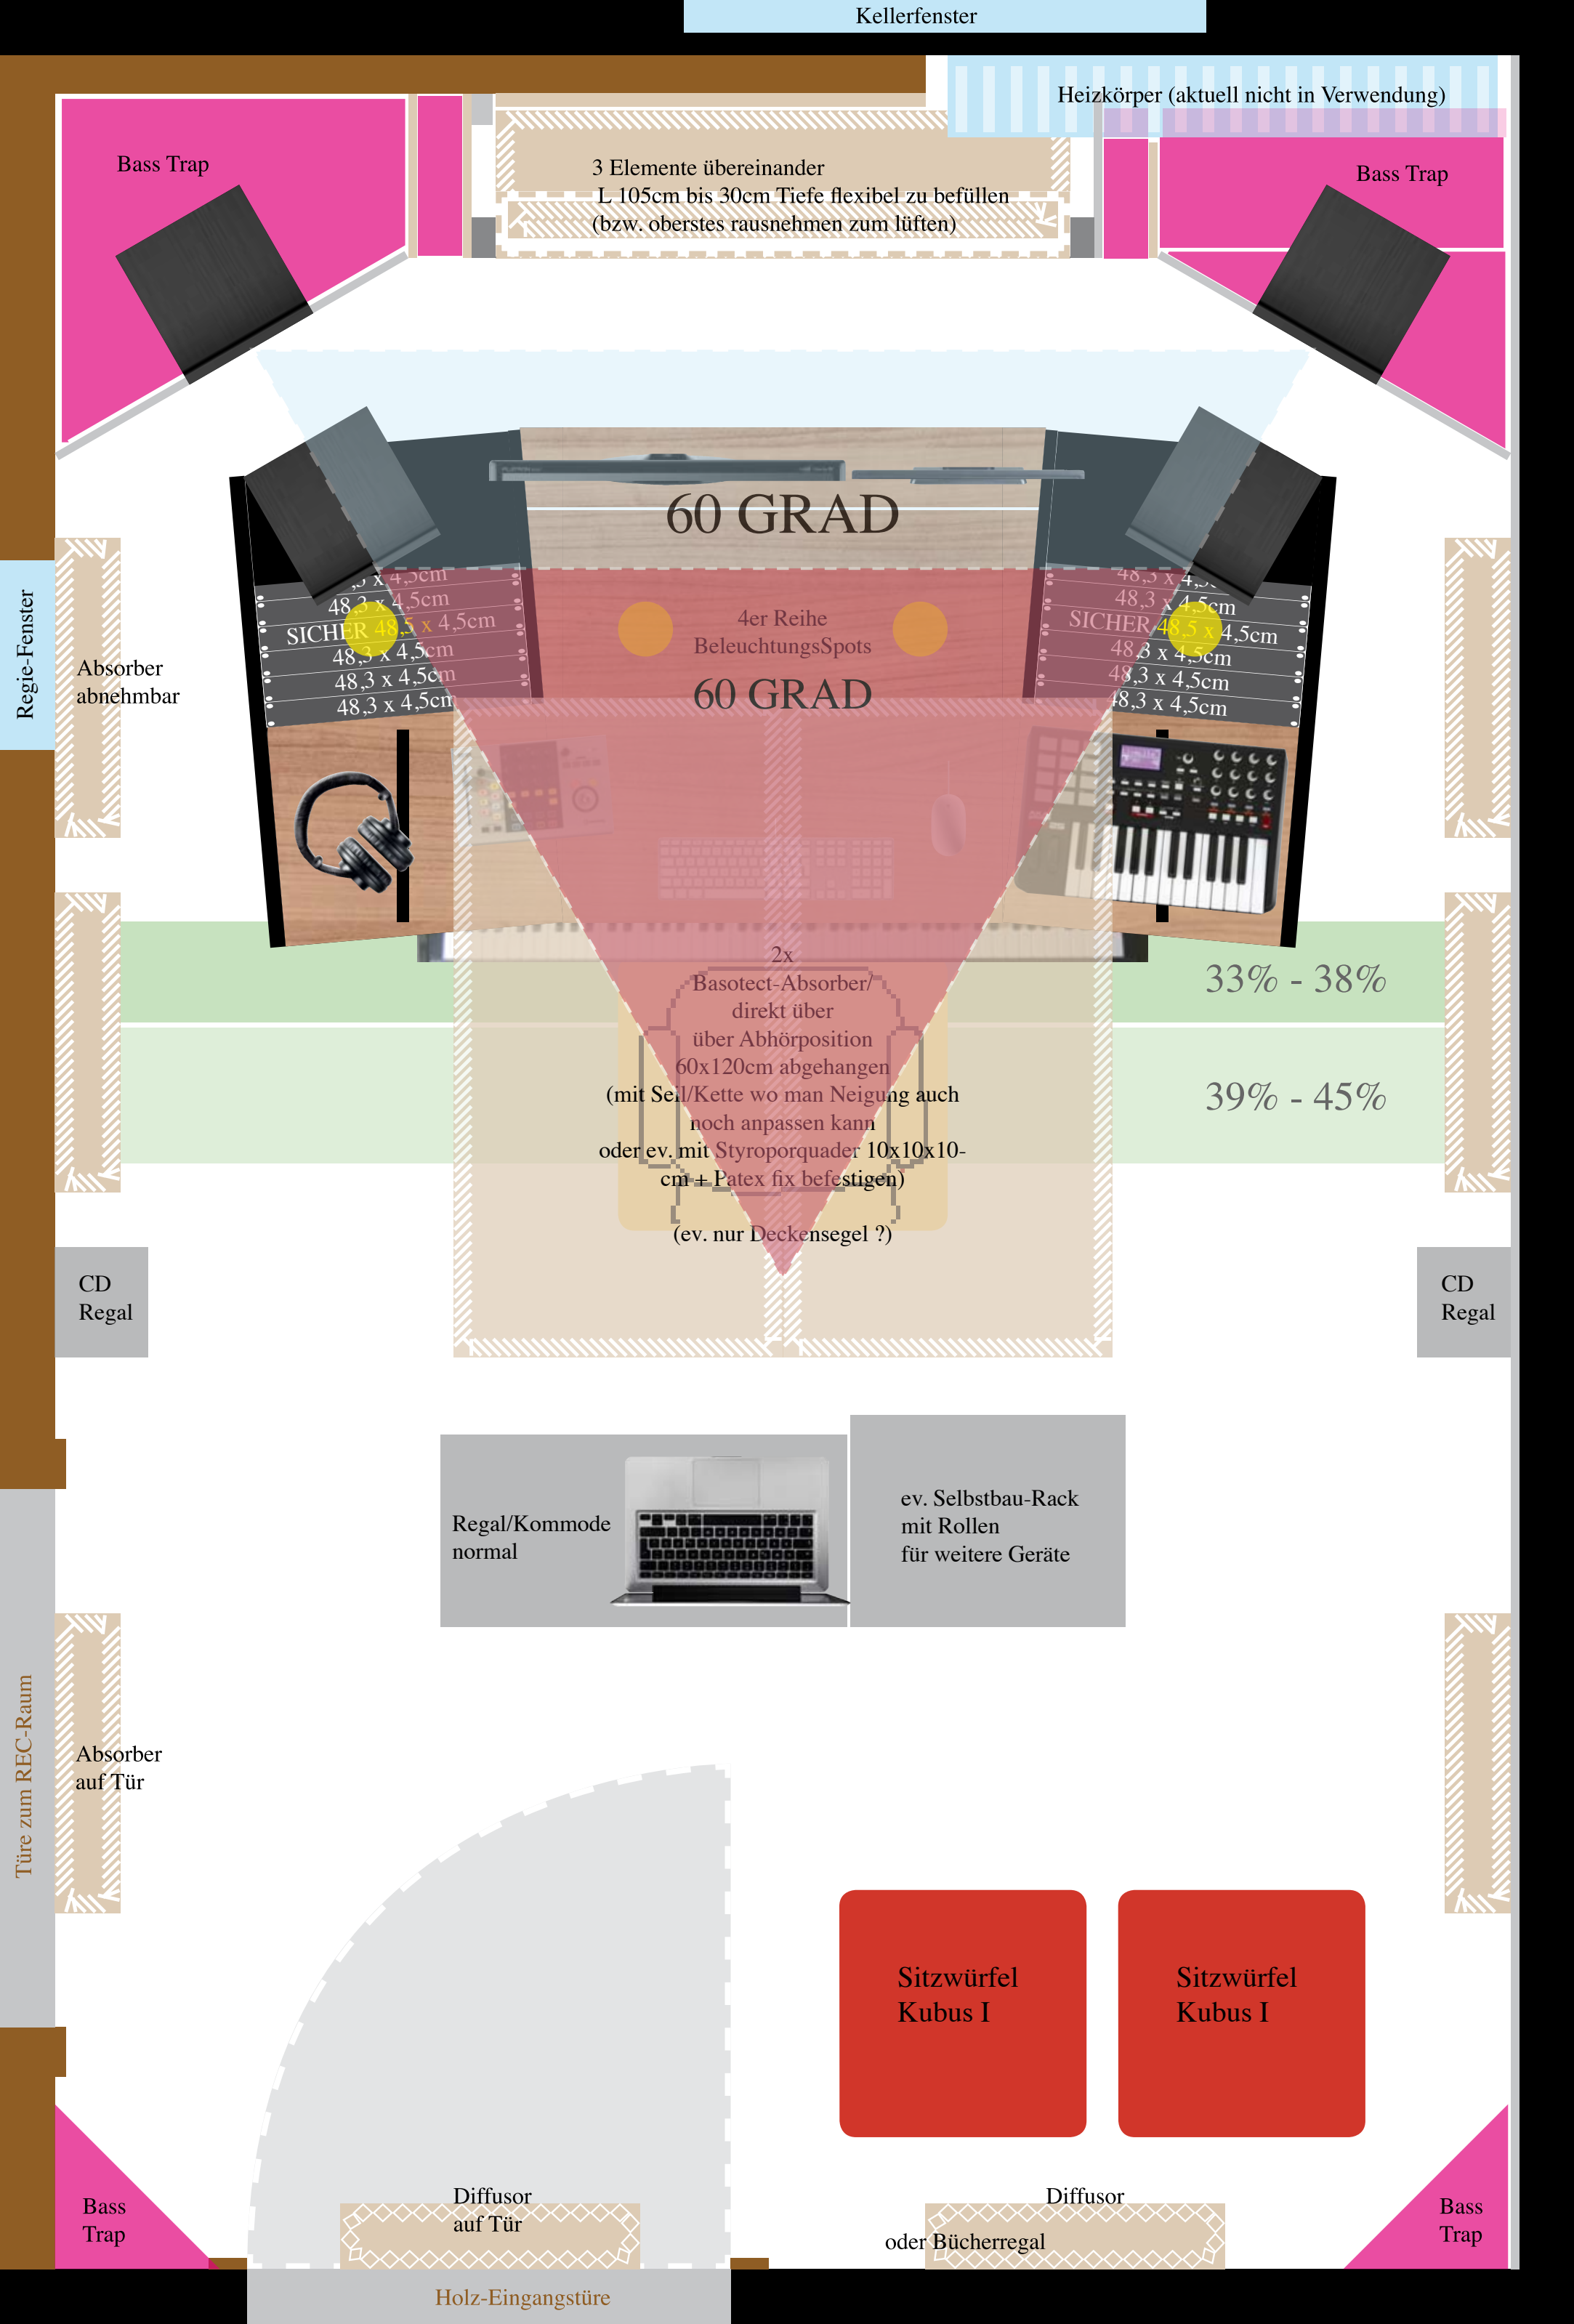 Kellerfenster
Heizkörper (aktuell nicht in Verwendung)
Bass Trap
3 Elemente übereinander
L 105cm bis 30cm Tiefe flexibel zu befüllen
(bzw. oberstes rausnehmen zum lüften)
Bass Trap
60 GRAD
48,3 x 4,5cm
SICHER 48,5 x 4,5cm
48,3 x 4,5cm
48,3 x 4,5cm
48,3 x 4,5cm
4er Reihe
BeleuchtungsSpots
60 GRAD
48,3 x 4,5cm
SICHER 48,5 x 4,5cm
48,3 x 4,5cm
48,3 x 4,5cm
48,3 x 4,5cm
Regie-Fenster
Absorber
abnehmbar
2x
Basotect-Absorber/
direkt über
über Abhörposition
60x120cm abgehangen
(mit Seil/Kette wo man Neigung auch
noch anpassen kann
oder ev. mit Styroporquader 10x10x10-
cm + Patex fix befestigen)
(ev. nur Deckensegel ?)
33% - 38%
39% - 45%
CD
Regal
CD
Regal
Regal/Kommode
normal
ev. Selbstbau-Rack
mit Rollen
für weitere Geräte
Türe zum REC-Raum
Absorber
auf Tür
Sitzwürfel
Kubus I
Sitzwürfel
Kubus I
Bass
Trap
Diffusor
auf Tür
Diffusor
oder Bücherregal
Bass
Trap
Holz-Eingangstüre